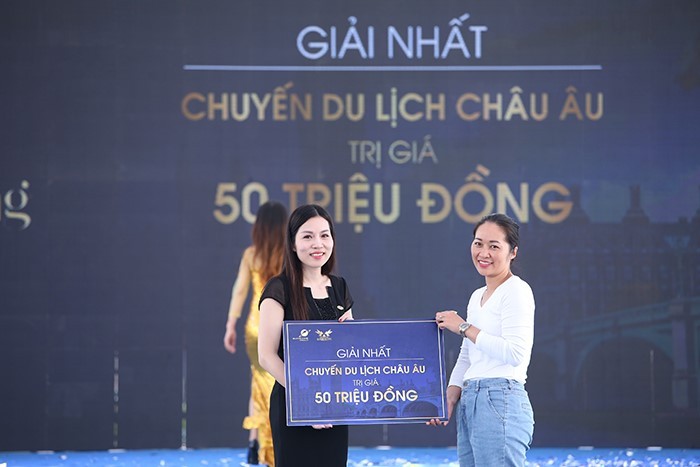 GIẢI NHẤT
CHUYẾN DU LỊCH CHÂU ÂU
TRỊ GIÁ
50 TRIỆU ĐỒNG
GIẢI NHẤT
CHUYẾN DU LỊCH CHÂU ÂU
TRỊ GIÁ
50 TRIỆU ĐỒNG